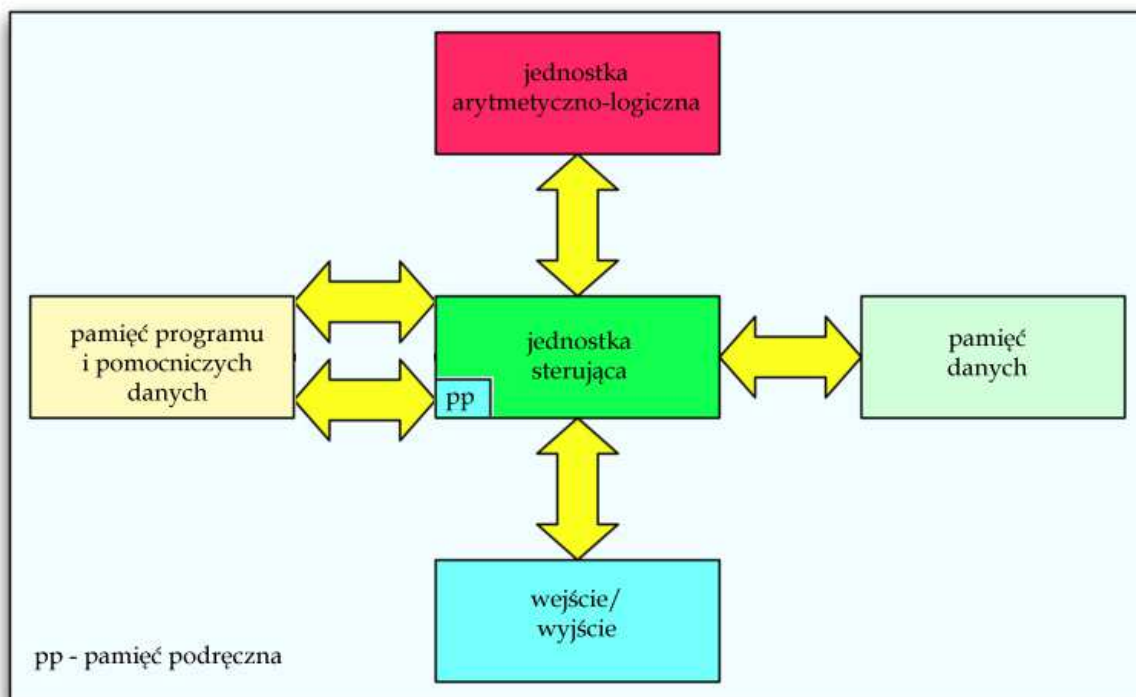 jednostka
arytmetyczno-logiczna
pamięć programu
i pomocniczych
danych
jednostka
sterująca
pp
pamięć
danych
wejście/
wyjście
pp - pamięć podręczna